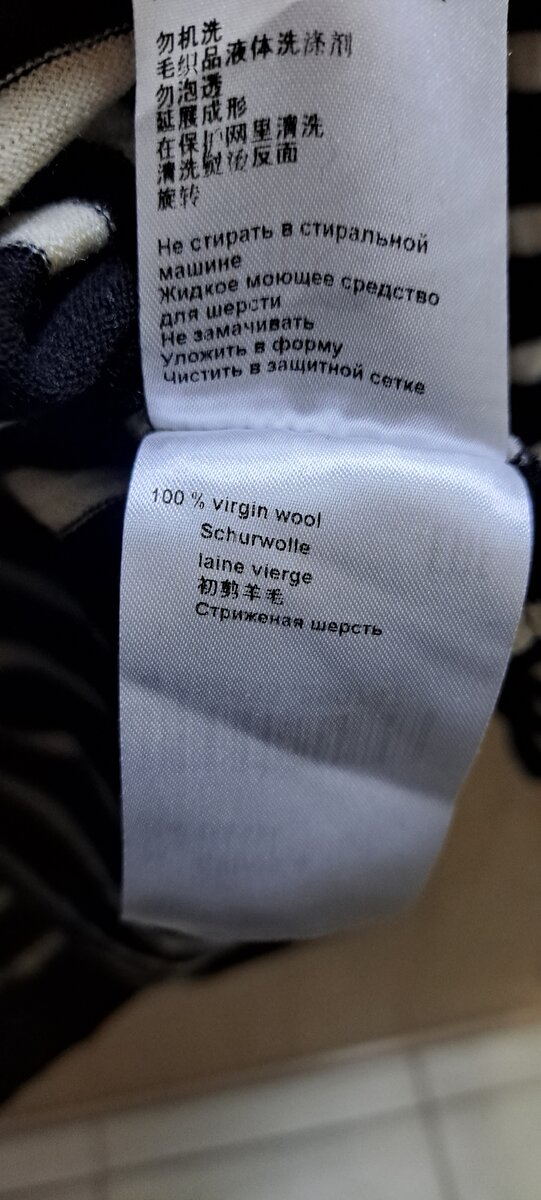 勿机洗
毛织品液体洗涤剂
勿泡透
延展成形
在保护网里清洗
清洗熨烫反面
旋转
Не стирать в стиральной
машине
Жидкое моющее средство
для шерсти
Не замачивать
Уложить в форму
Чистить в защитной сетке
100 % virgin wool
Schurwolle
laine vierge
初剪羊毛
Стриженая шерсть